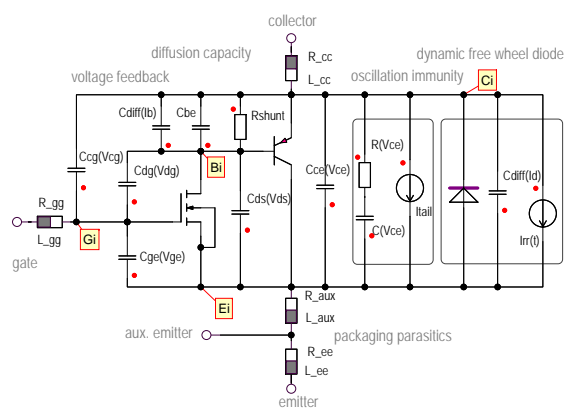 collector
diffusion capacity
R_cc
L_cc
dynamic free wheel diode
voltage feedback
oscillation immunity
Ci
Cdiff(Ib)
Cbe
Rshunt
Ccg(Vcg)
Cdg(Vdg)
Bi
Cce(Vce)
R(Vce)
Cdiff(Id)
R_gg
L_gg
Gi
Cds(Vds)
Itail
C(Vce)
Irr(t)
gate
Cge(Vge)
Ei
R_aux
L_aux
aux. emitter
packaging parasitics
R_ee
L_ee
emitter